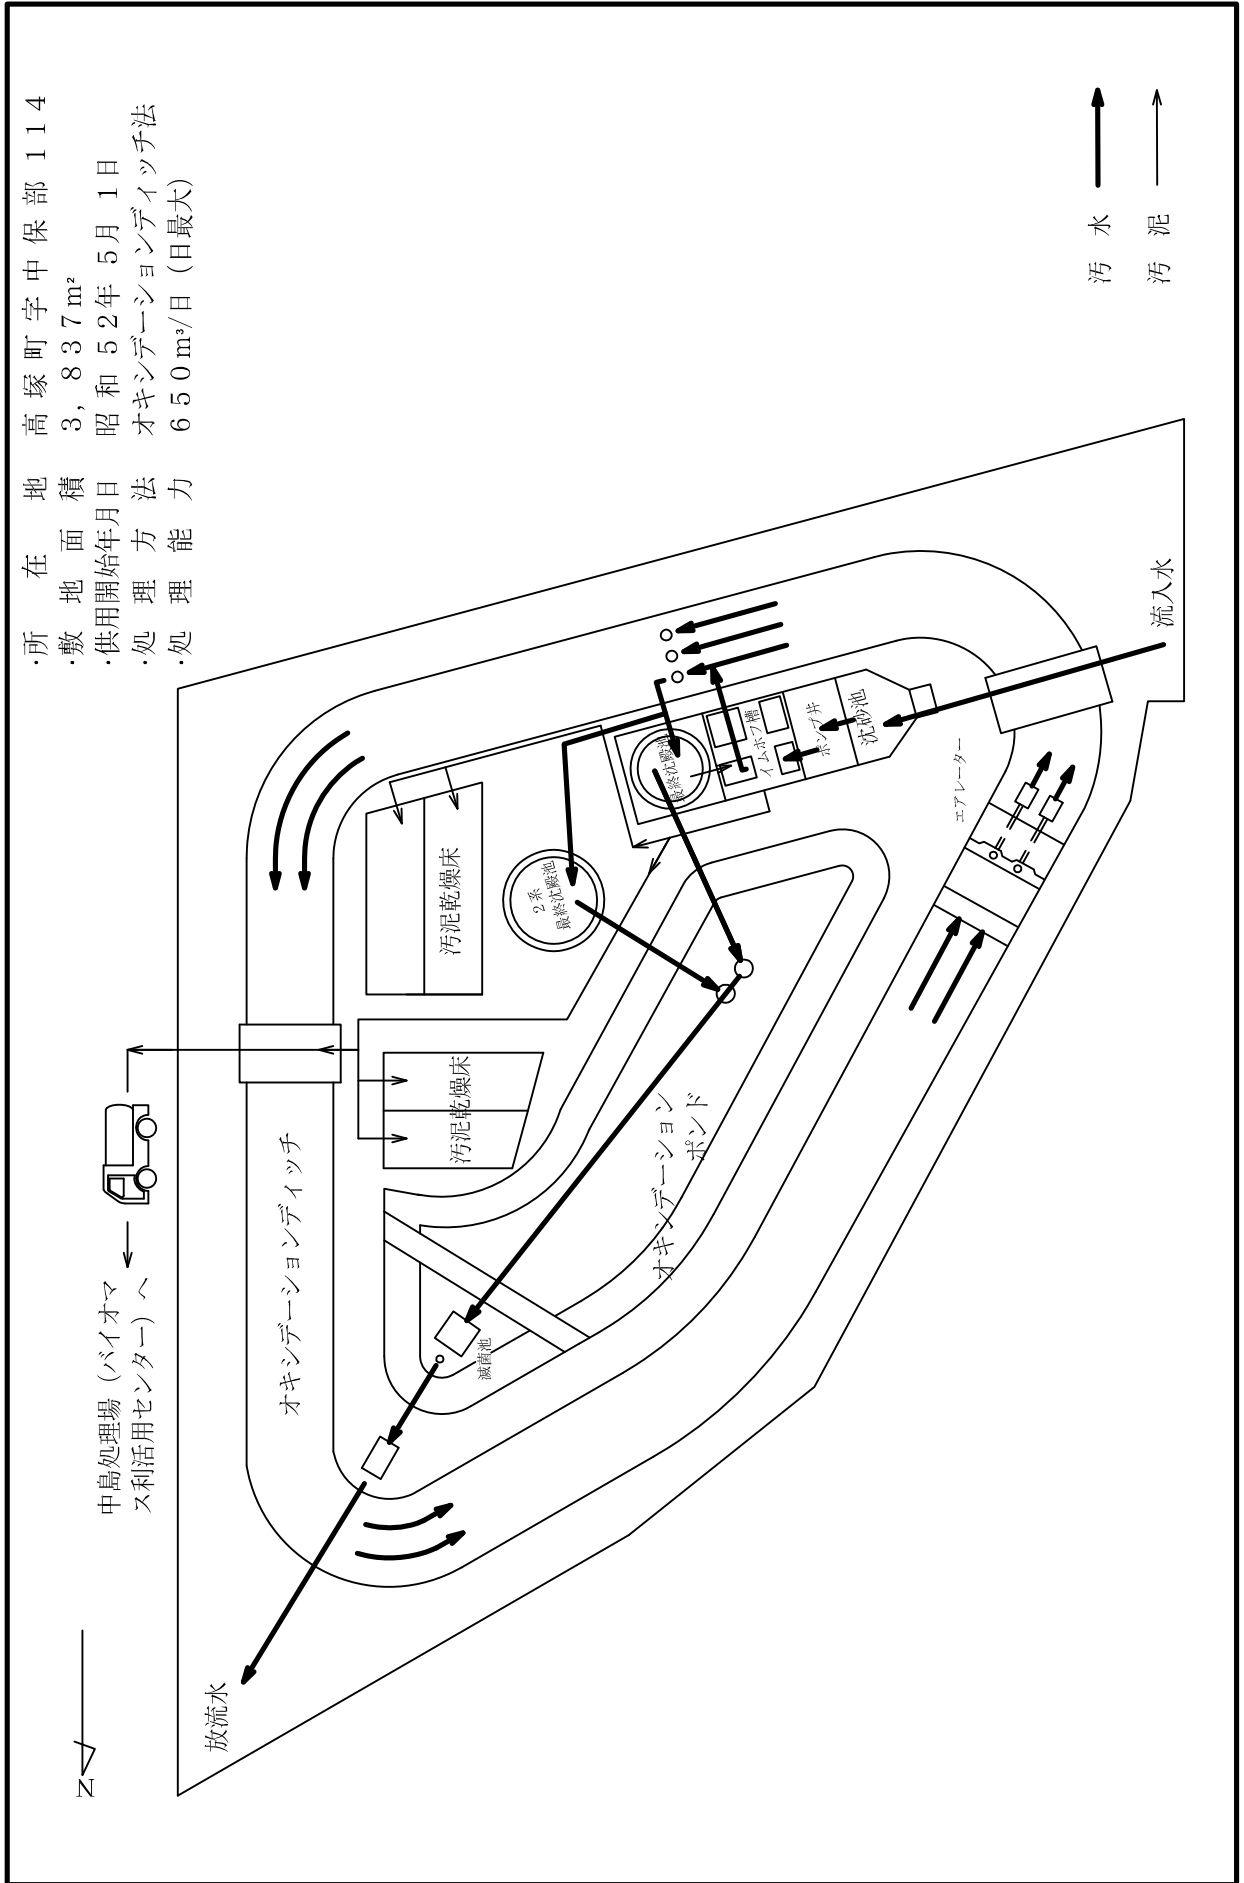 ・所在地 高塚町字中保部114
・敷地面積 3,837m²
・供用開始年月日 昭和52年5月1日
・処理方法 オキシデーションディッチ法
・処理能力 650m³/日(日最大)
汚水
汚泥
流入水
沈砂池
ポンプ井
イムホフ槽
最終沈殿池
エアレーター
2系
最終沈殿池
汚泥乾燥床
汚泥乾燥床
オキシデーション
ポンド
オキシデーションディッチ
滅菌池
中島処理場(バイオマ
ス利活用センター)へ
放流水
N